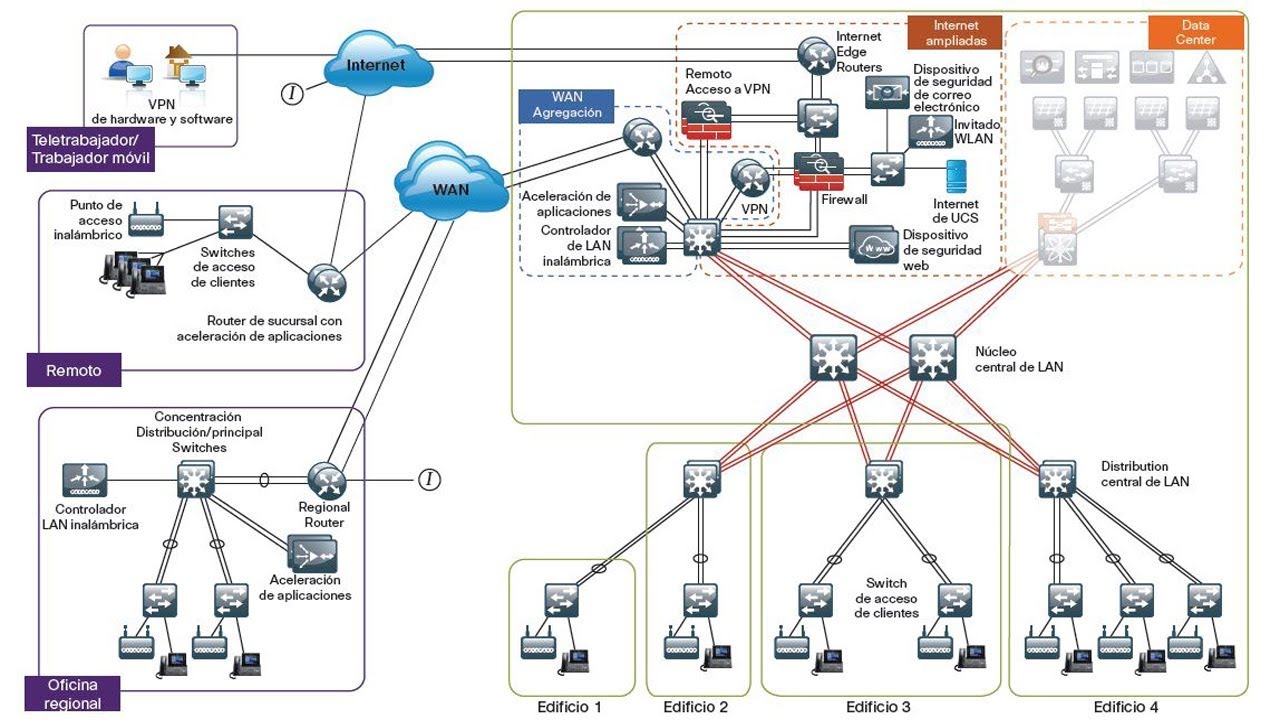 VPN
de hardware y software
Teletrabajador/
Trabajador móvil
Internet
I
WAN
Punto de
acceso
inalámbrico
Switches
de acceso
de clientes
Router de sucursal con
aceleración de aplicaciones
Remoto
Concentración
Distribución/principal
Switches
Controlador
LAN inalámbrica
Regional
Router
I
Aceleración
de aplicaciones
Oficina
regional
Internet
ampliadas
Data
Center
Internet
Edge
Routers
Remoto
Acceso a VPN
Dispositivo
de seguridad
de correo
electrónico
WAN
Agregación
Invitado
WLAN
Aceleración de
aplicaciones
VPN
Firewall
Internet
de UCS
Controlador
de LAN
inalámbrica
WWW
Dispositivo
de seguridad
web
Núcleo
central de LAN
Distribution
central de LAN
Switch
de acceso
de clientes
Edificio 1
Edificio 2
Edificio 3
Edificio 4